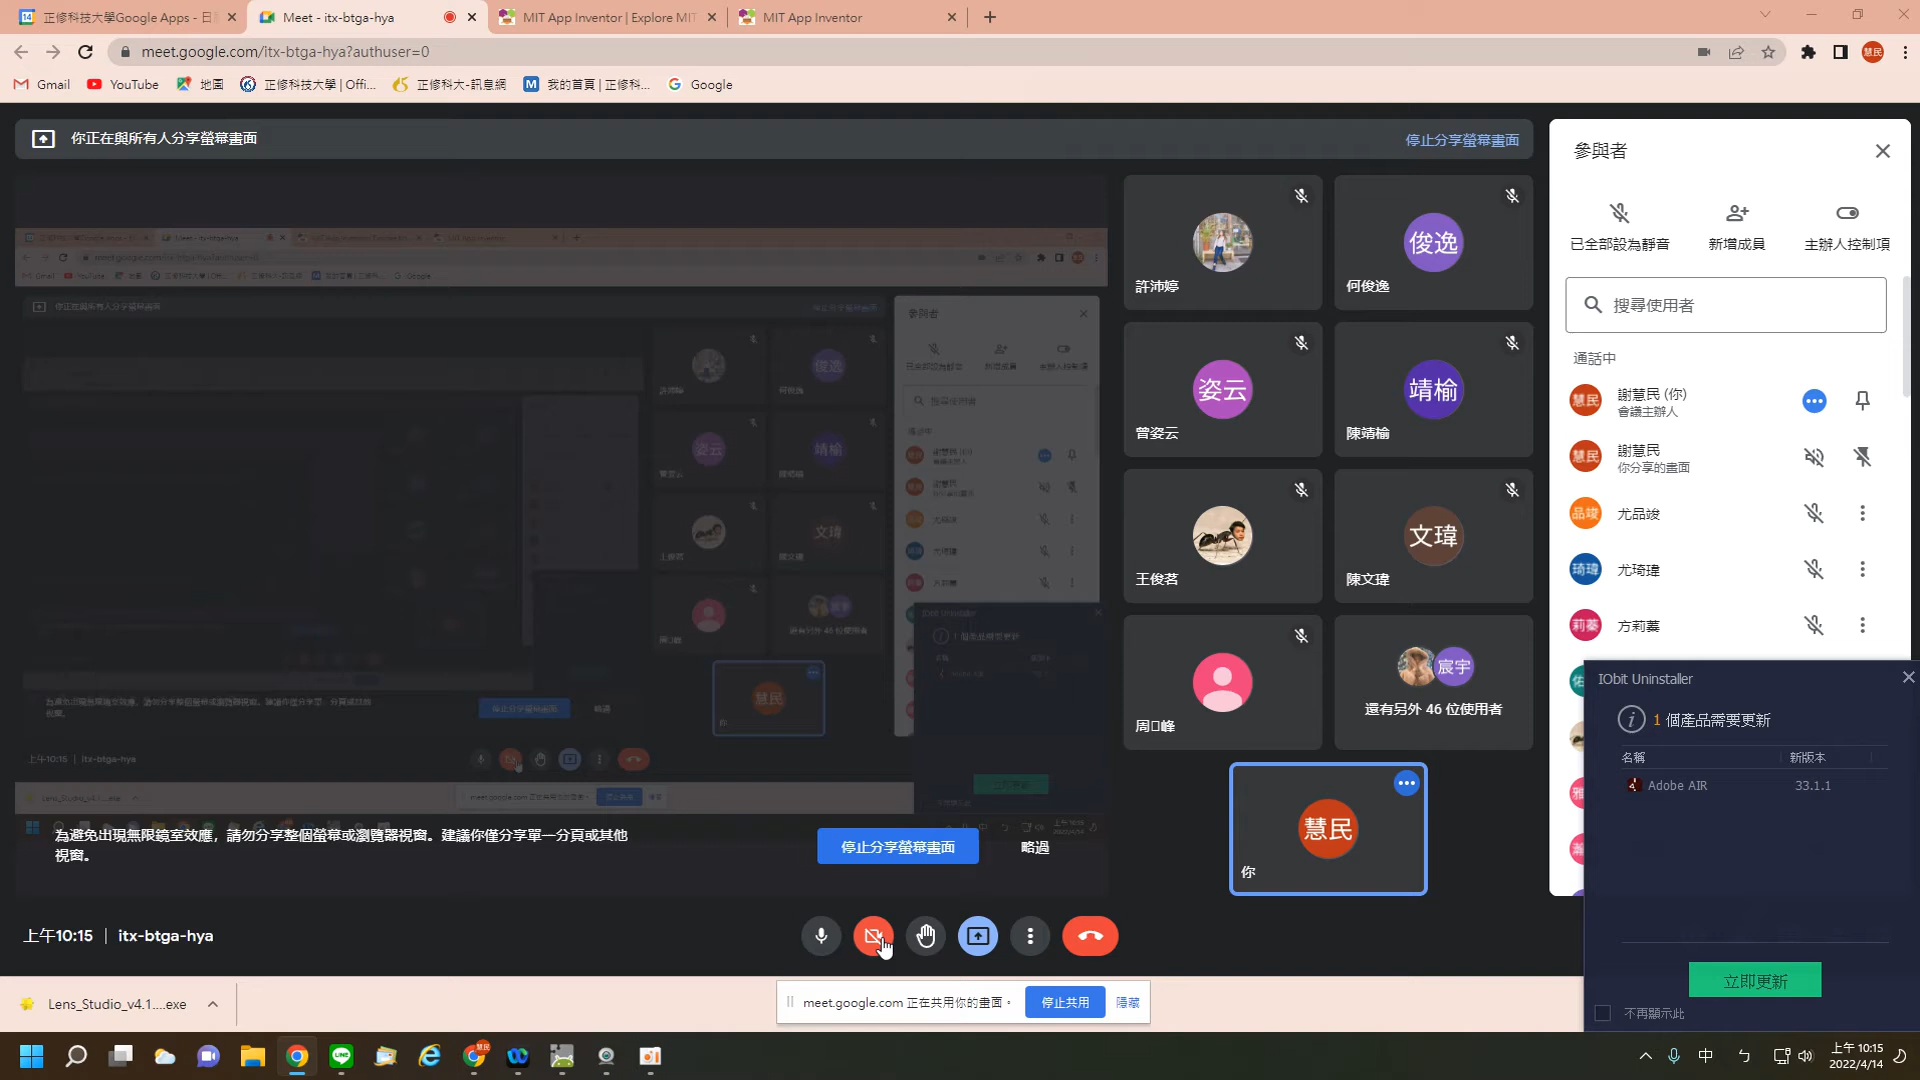 正修科技大學Google Apps - 日
Meet - itx-btga-hya
MIT App Inventor | Explore MIT
MIT App Inventor
meet.google.com/itx-btga-hya?authuser=0
慧民
Gmail
YouTube
地圖
正修科技大學 | Offi...
正修科大-訊息網
我的首頁 | 正修科...
Google
你正在與所有人分享螢幕畫面
停止分享螢幕畫面
許沛婷
俊逸
何俊逸
姿云
曾姿云
靖榆
陳靖榆
王俊茗
文瑋
陳文瑋
周▯峰
宸宇
還有另外 46 位使用者
慧民
你
參與者
已全部設為靜音
新增成員
主辦人控制項
搜尋使用者
通話中
慧民
謝慧民 (你)
會議主辦人
慧民
謝慧民
你分享的畫面
品竣
尤品竣
琦瑋
尤琦瑋
莉蓁
方莉蓁
IObit Uninstaller
1 個產品需要更新
名稱
新版本
Adobe AIR
33.1.1
立即更新
不再顯示此
為避免出現無限鏡室效應，請勿分享整個螢幕或瀏覽器視窗。建議你僅分享單一分頁或其他
視窗。
停止分享螢幕畫面
略過
上午10:15 | itx-btga-hya
Lens_Studio_v4.1....exe
meet.google.com 正在共用你的畫面。
停止共用
隱藏
中
上午 10:15
2022/4/14